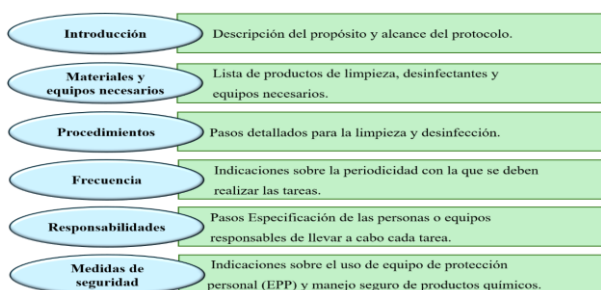 Introducción
Descripción del propósito y alcance del protocolo.
Materiales y
equipos necesarios
Lista de productos de limpieza, desinfectantes y
equipos necesarios.
Procedimientos
Pasos detallados para la limpieza y desinfección.
Frecuencia
Indicaciones sobre la periodicidad con la que se deben
realizar las tareas.
Responsabilidades
Pasos Especificación de las personas o equipos
responsables de llevar a cabo cada tarea.
Medidas de
seguridad
Indicaciones sobre el uso de equipo de protección
personal (EPP) y manejo seguro de productos químicos.